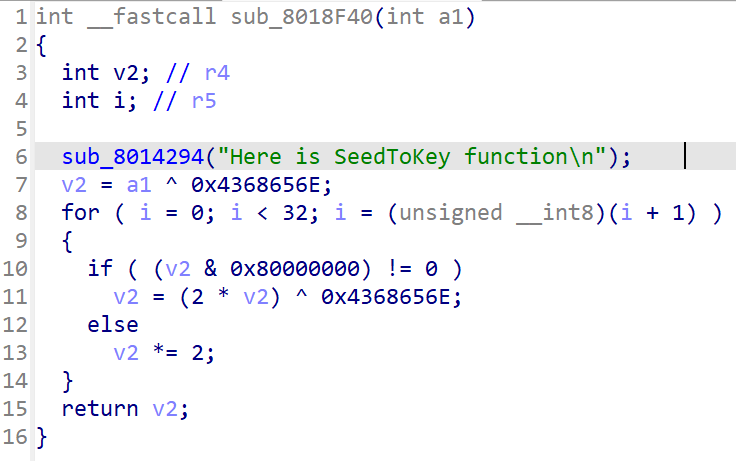 1 int __fastcall sub_8018F40(int a1)
2 {
3   int v2; // r4
4   int i; // r5
5
6   sub_8014294("Here is SeedToKey function\n");
7   v2 = a1 ^ 0x4368656E;
8   for ( i = 0; i < 32; i = (unsigned __int8)(i + 1) )
9   {
10     if ( (v2 & 0x80000000) != 0 )
11       v2 = (2 * v2) ^ 0x4368656E;
12     else
13       v2 *= 2;
14   }
15   return v2;
16 }